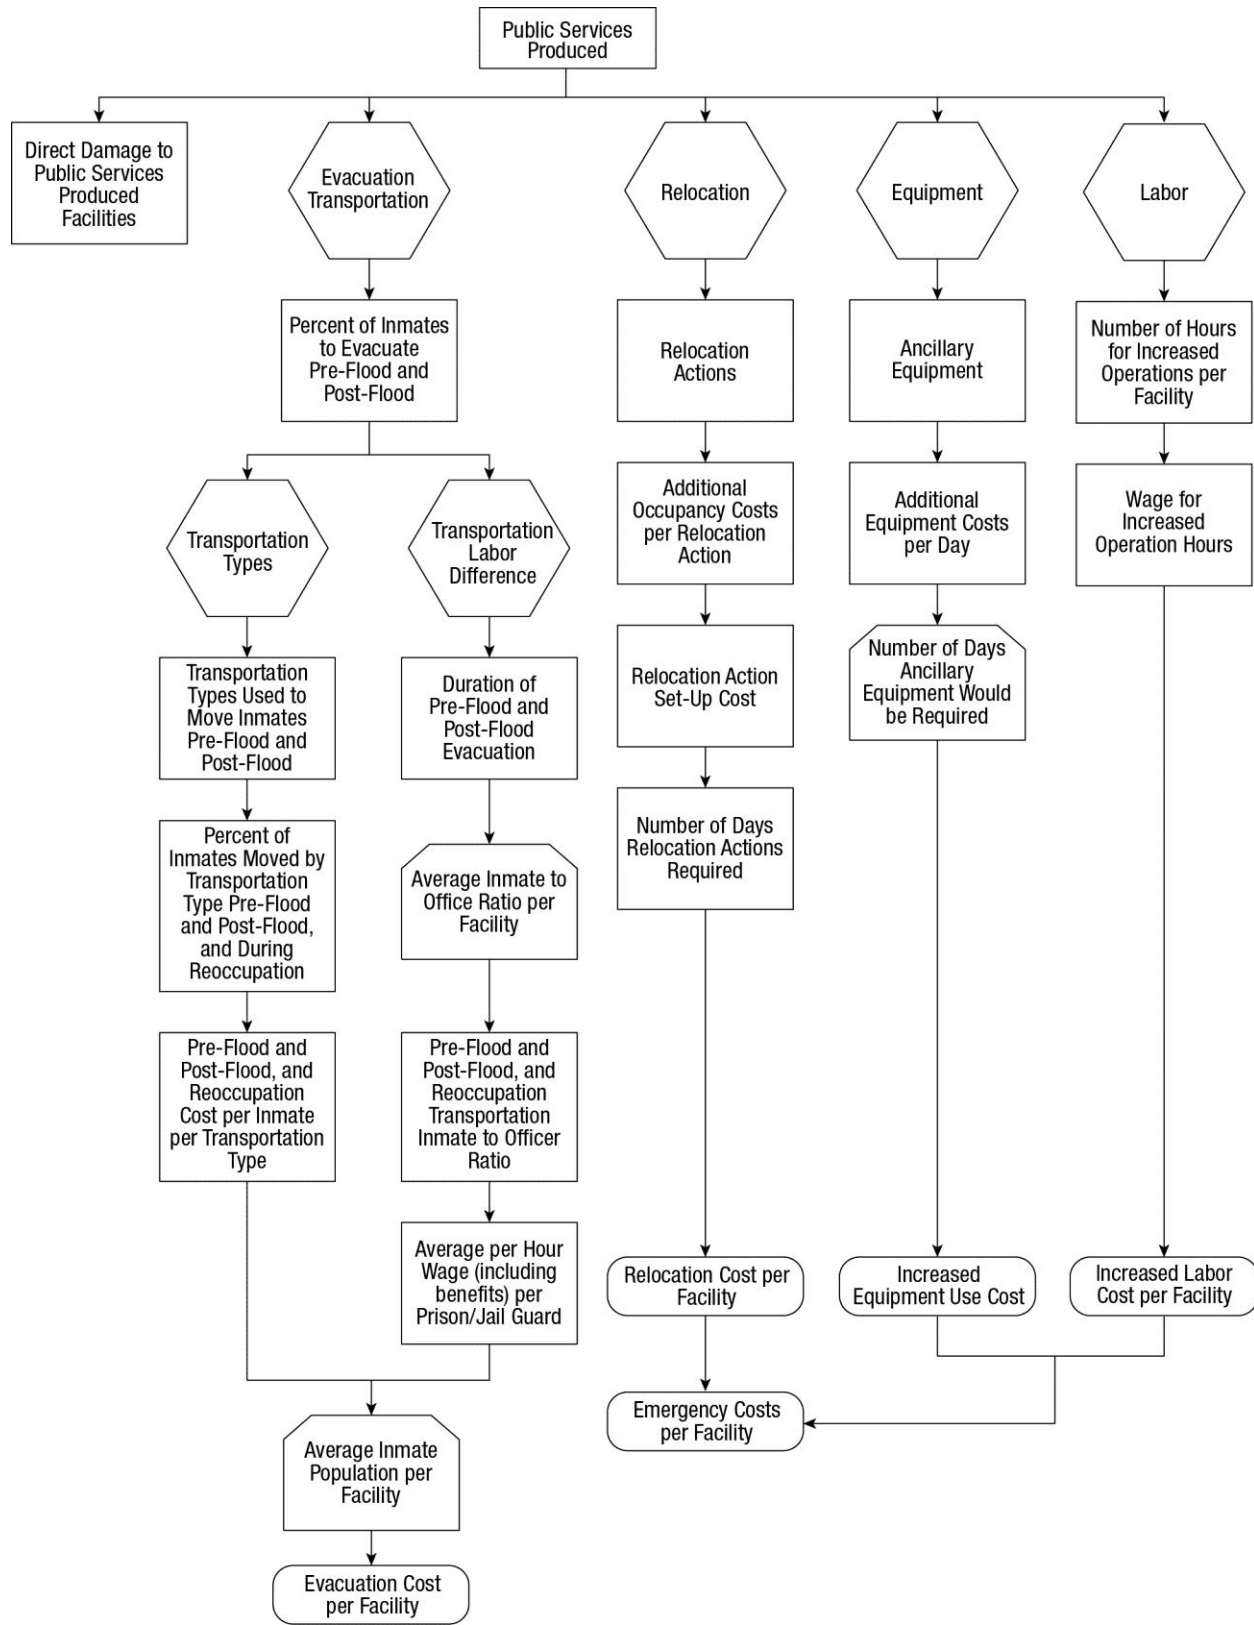 Public Services
Produced
Direct Damage to
Public Services
Produced
Facilities
Evacuation
Transportation
Relocation
Equipment
Labor
Percent of Inmates
to Evacuate
Pre-Flood and
Post-Flood
Relocation
Actions
Ancillary
Equipment
Number of Hours
for Increased
Operations per
Facility
Transportation
Types
Transportation
Labor
Difference
Additional
Occupancy Costs
per Relocation
Action
Additional
Equipment Costs
per Day
Wage for
Increased
Operation Hours
Transportation
Types Used to
Move Inmates
Pre-Flood and
Post-Flood
Duration of
Pre-Flood and
Post-Flood
Evacuation
Relocation Action
Set-Up Cost
Number of Days
Ancillary
Equipment Would
be Required
Percent of
Inmates Moved by
Transportation
Type Pre-Flood
and Post-Flood,
and During
Reoccupation
Average Inmate to
Office Ratio per
Facility
Number of Days
Relocation Actions
Required
Pre-Flood and
Post-Flood, and
Reoccupation
Cost per Inmate
per Transportation
Type
Pre-Flood and
Post-Flood, and
Reoccupation
Transportation
Inmate to Officer
Ratio
Average per Hour
Wage (including
benefits) per
Prison/Jail Guard
Relocation Cost per
Facility
Increased
Equipment Use Cost
Increased Labor
Cost per Facility
Emergency Costs
per Facility
Average Inmate
Population per
Facility
Evacuation Cost
per Facility